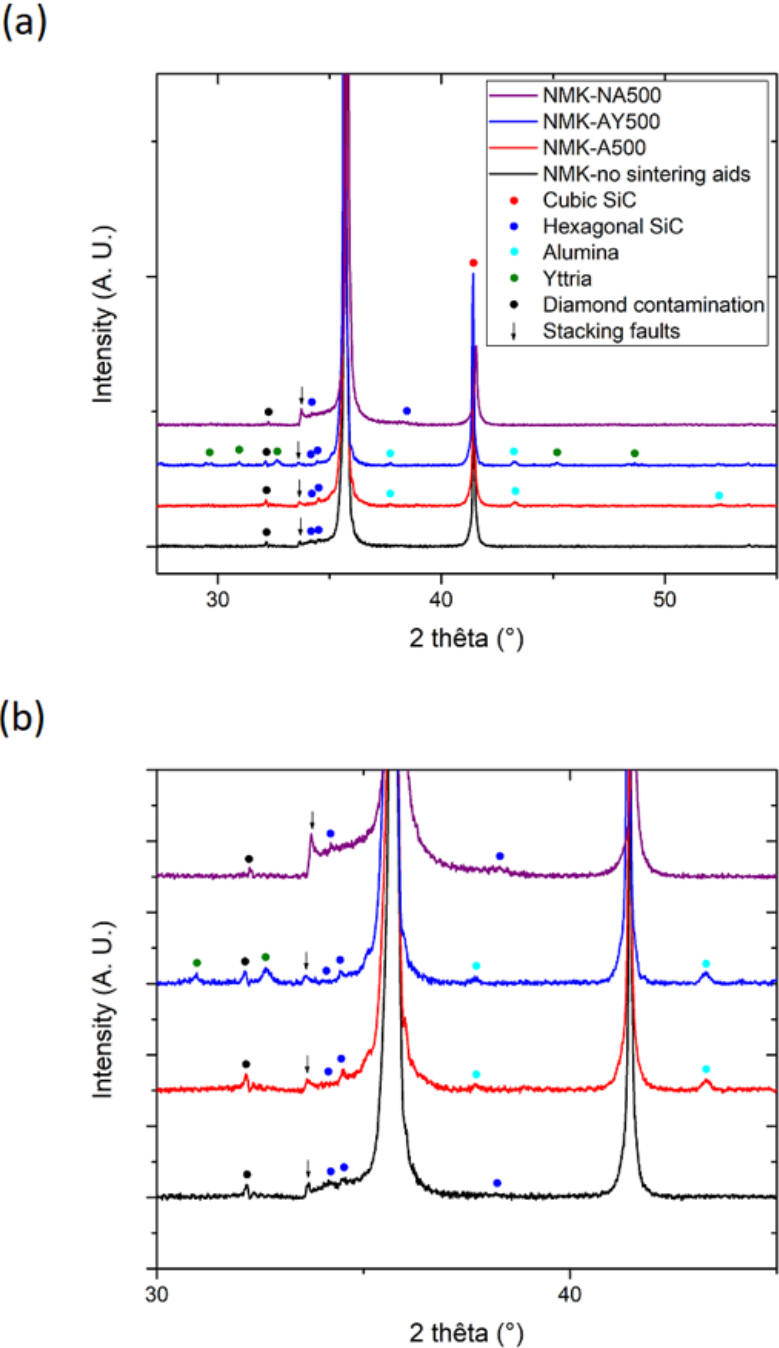 (a)
NMK-NA500
NMK-AY500
NMK-A500
NMK-no sintering aids
Cubic SiC
Hexagonal SiC
Alumina
Yttria
Diamond contamination
Stacking faults
Intensity (A. U.)
30 40 50
2 thêta (°)
(b)
Intensity (A. U.)
30 40
2 thêta (°)